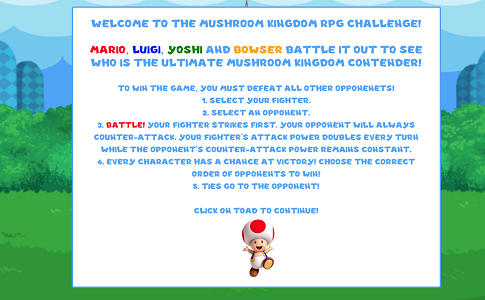 WELCOME TO THE MUSHROOM KINGDOM RPG CHALLENGE!
MARIO, LUIGI, YOSHI AND BOWSER BATTLE IT OUT TO SEE
WHO IS THE ULTIMATE MUSHROOM KINGDOM CONTENDER!
TO WIN THE GAME, YOU MUST DEFEAT ALL OTHER OPPONENETS!
1. SELECT YOUR FIGHTER.
2. SELECT AN OPPONENT.
3. BATTLE! YOUR FIGHTER STRIKES FIRST. YOUR OPPONENT WILL ALWAYS
COUNTER-ATTACK. YOUR FIGHTER'S ATTACK POWER DOUBLES EVERY TURN
WHILE THE OPPONENT'S COUNTER-ATTACK POWER REMAINS CONSTANT.
4. EVERY CHARACTER HAS A CHANCE AT VICTORY! CHOOSE THE CORRECT
ORDER OF OPPONENTS TO WIN!
5. TIES GO TO THE OPPONENT!
CLICK ON TOAD TO CONTINUE!